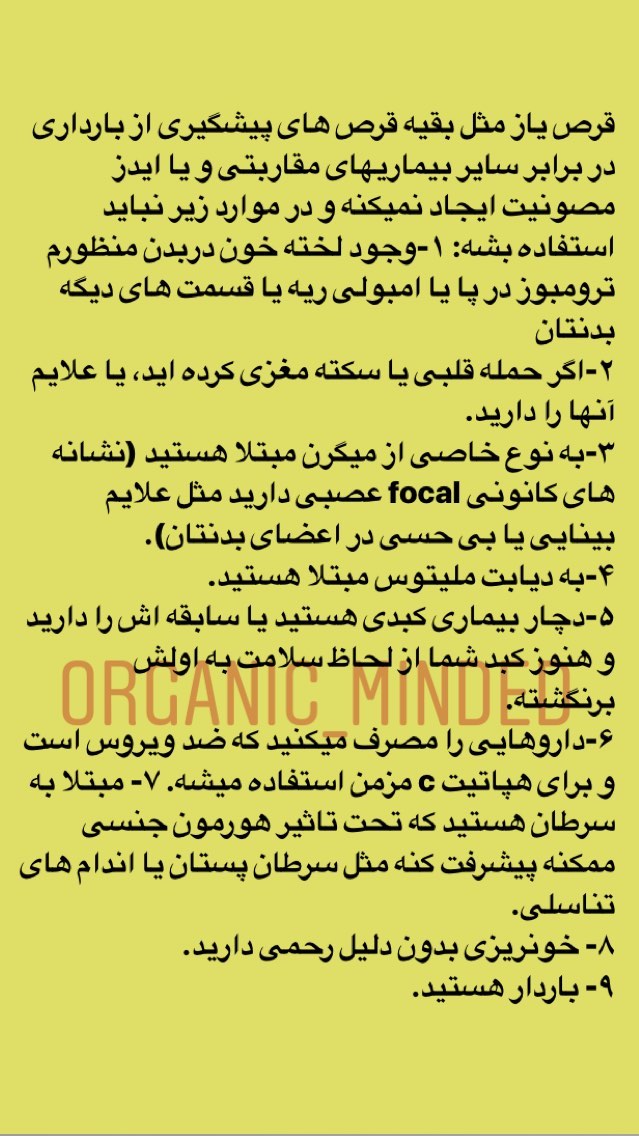 قرص یاز مثل بقیه قرص های پیشگیری از بارداری
در برابر سایر بیماریهای مقاربتی و یا ایدز
مصونیت ایجاد نمیکنه و در موارد زیر نباید
استفاده بشه: ۱-وجود لخته خون دربدن منظورم
ترومبوز در پا یا امبولی ریه یا قسمت های دیگه
بدنتان
۲-اگر حمله قلبی یا سکته مغزی کرده اید، یا علایم
آنها را دارید.
۳-به نوع خاصی از میگرن مبتلا هستید (نشانه
های کانونی focal عصبی دارید مثل علایم
بینایی یا بی حسی در اعضای بدنتان).
۴-به دیابت ملیتوس مبتلا هستید.
۵-دچار بیماری کبدی هستید یا سابقه اش را دارید
و هنوز کبد شما از لحاظ سلامت به اولش
برنگشته.
ORGANIC_MINDED
۶-داروهایی را مصرف میکنید که ضد ویروس است
و برای هپاتیت c مزمن استفاده میشه. ۷- مبتلا به
سرطان هستید که تحت تاثیر هورمون جنسی
ممکنه پیشرفت کنه مثل سرطان پستان یا اندام های
تناسلی.
۸- خونریزی بدون دلیل رحمی دارید.
۹- باردار هستید.